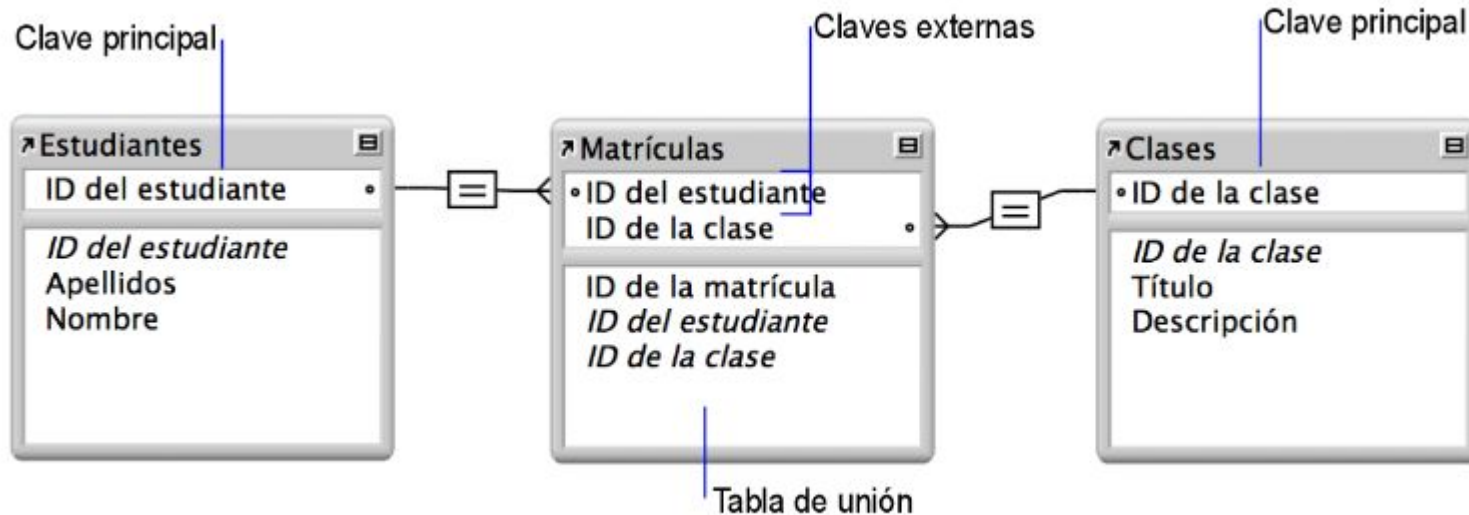 Clave principal
Claves externas
Clave principal
Estudiantes
ID del estudiante
ID del estudiante
Apellidos
Nombre
Matrículas
ID del estudiante
ID de la clase
ID de la matrícula
ID del estudiante
ID de la clase
Clases
ID de la clase
ID de la clase
Título
Descripción
Tabla de unión